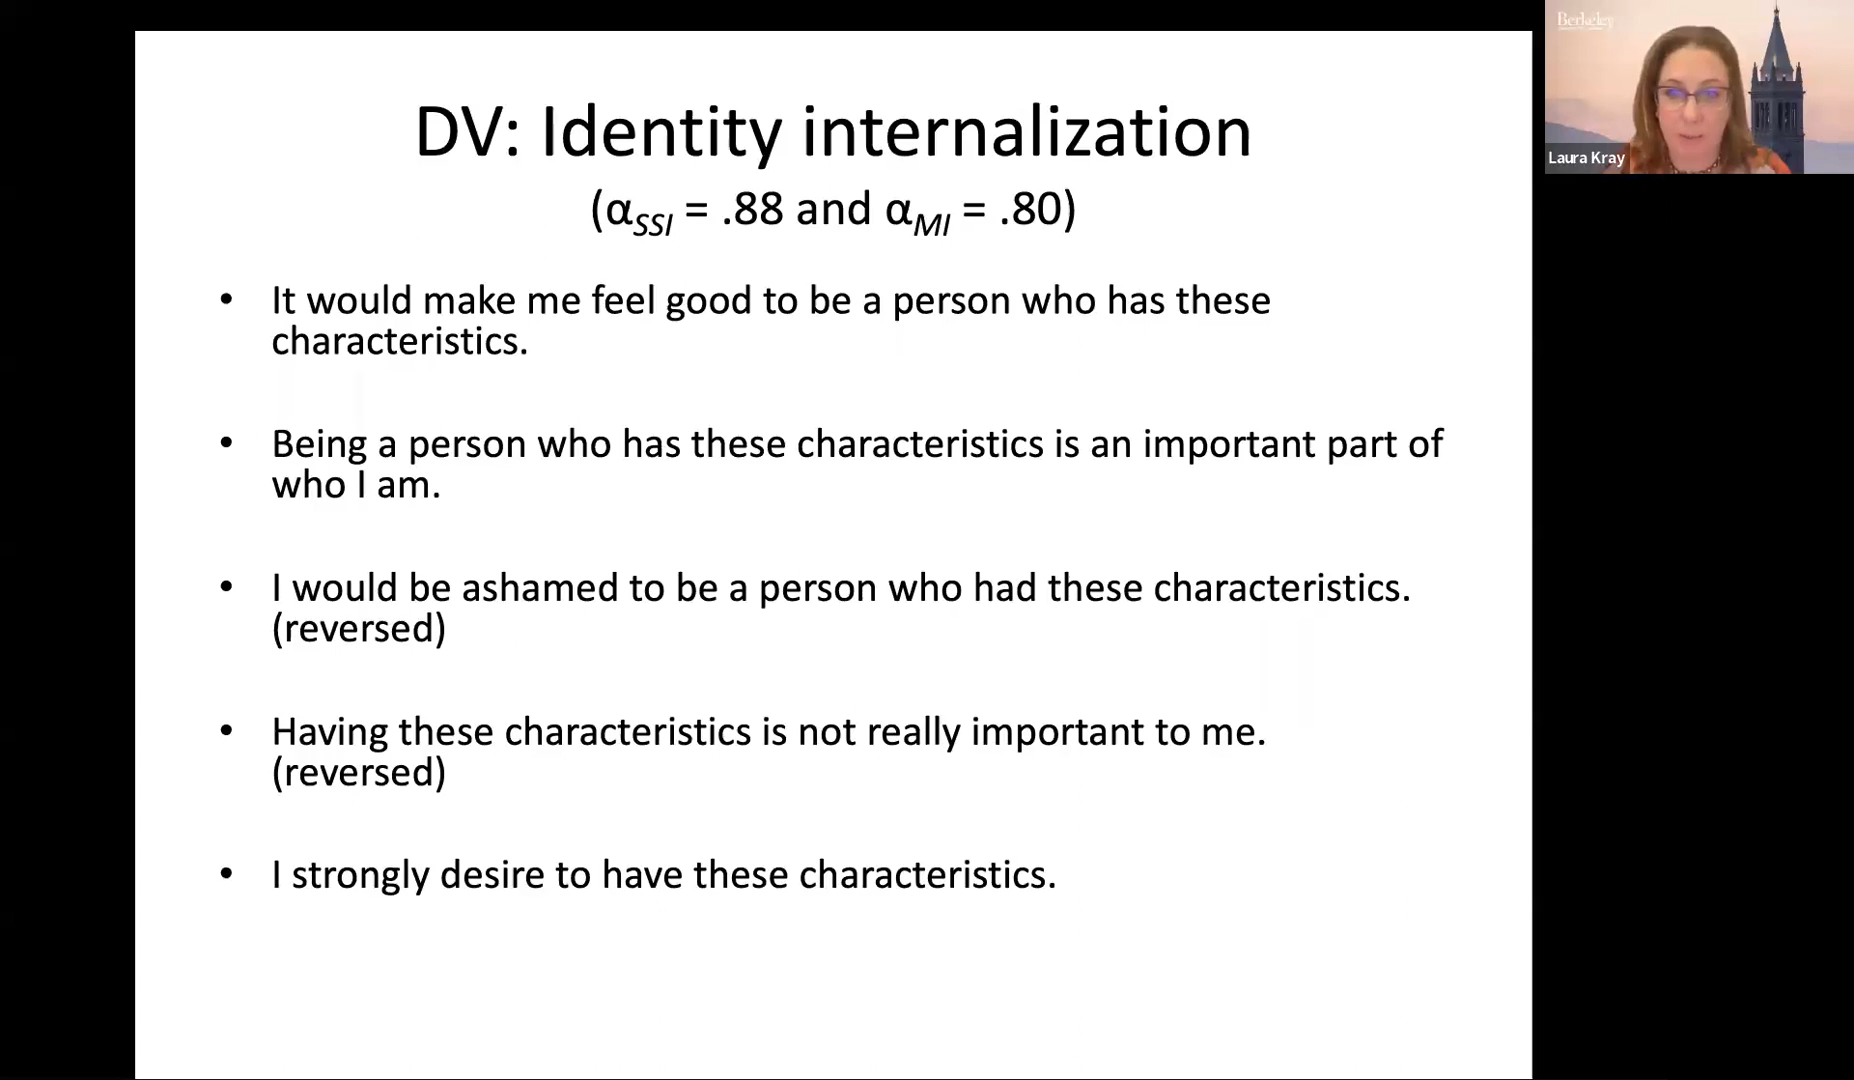 DV: Identity internalization
(αSSI = .88 and αMI = .80)
• It would make me feel good to be a person who has these
characteristics.
• Being a person who has these characteristics is an important part of
who I am.
• I would be ashamed to be a person who had these characteristics.
(reversed)
• Having these characteristics is not really important to me.
(reversed)
• I strongly desire to have these characteristics.
Berkeley
Laura Kray